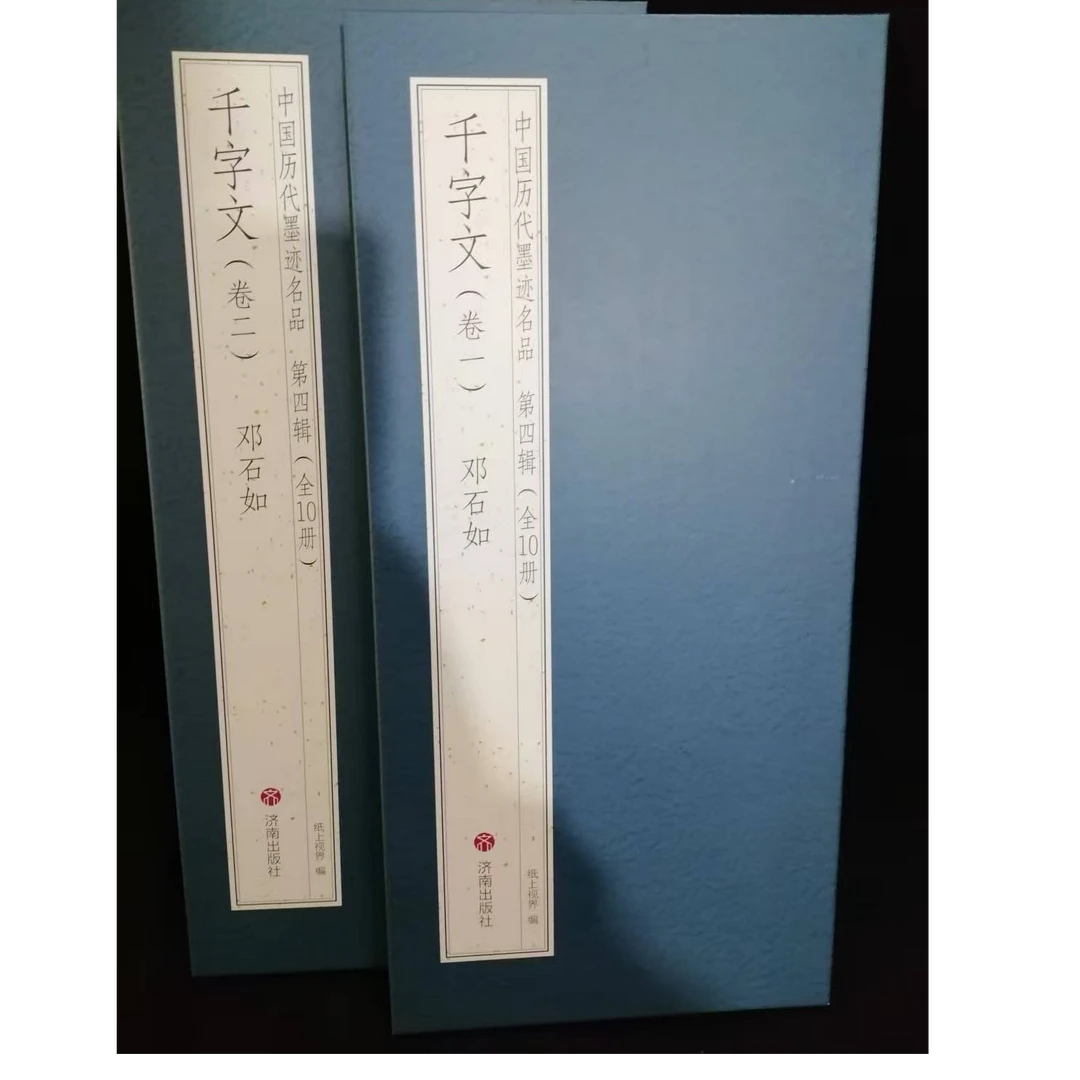 中国历代墨迹名品 第四辑(全10册)
千字文(卷二) 邓石如
济南出版社
纸上视界 编
中国历代墨迹名品 第四辑(全10册)
千字文(卷一) 邓石如
济南出版社
纸上视界 编